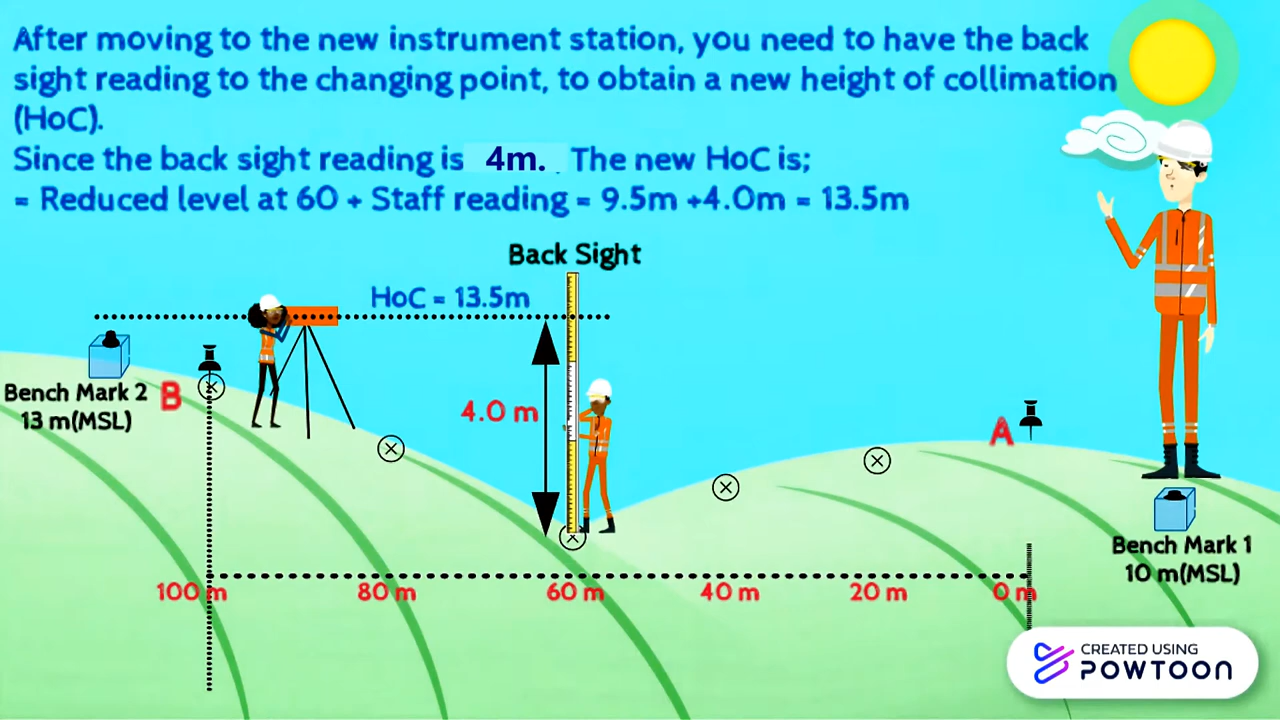 After moving to the new instrument station, you need to have the back
sight reading to the changing point, to obtain a new height of collimation
(HoC).
Since the back sight reading is 4m. The new HoC is;
= Reduced level at 60 + Staff reading = 9.5m +4.0m = 13.5m
Back Sight
HoC = 13.5m
Bench Mark 2
13 m(MSL)
B
4.0 m
A
Bench Mark 1
10 m(MSL)
100 m 80 m 60 m 40 m 20 m 0 m
CREATED USING
POWTOON